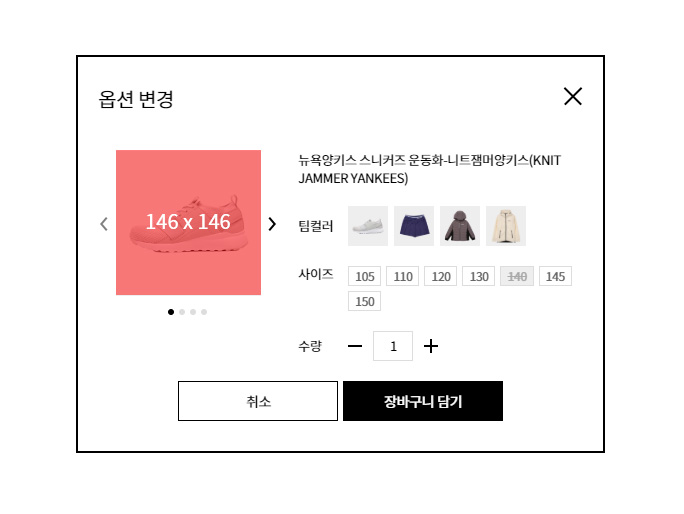 옵션 변경
146 x 146
뉴욕양키스 스니커즈 운동화-니트잼머양키스(KNIT
JAMMER YANKEES)
팀컬러
사이즈 105 110 120 130 140 145
150
수량 1
취소 장바구니 담기